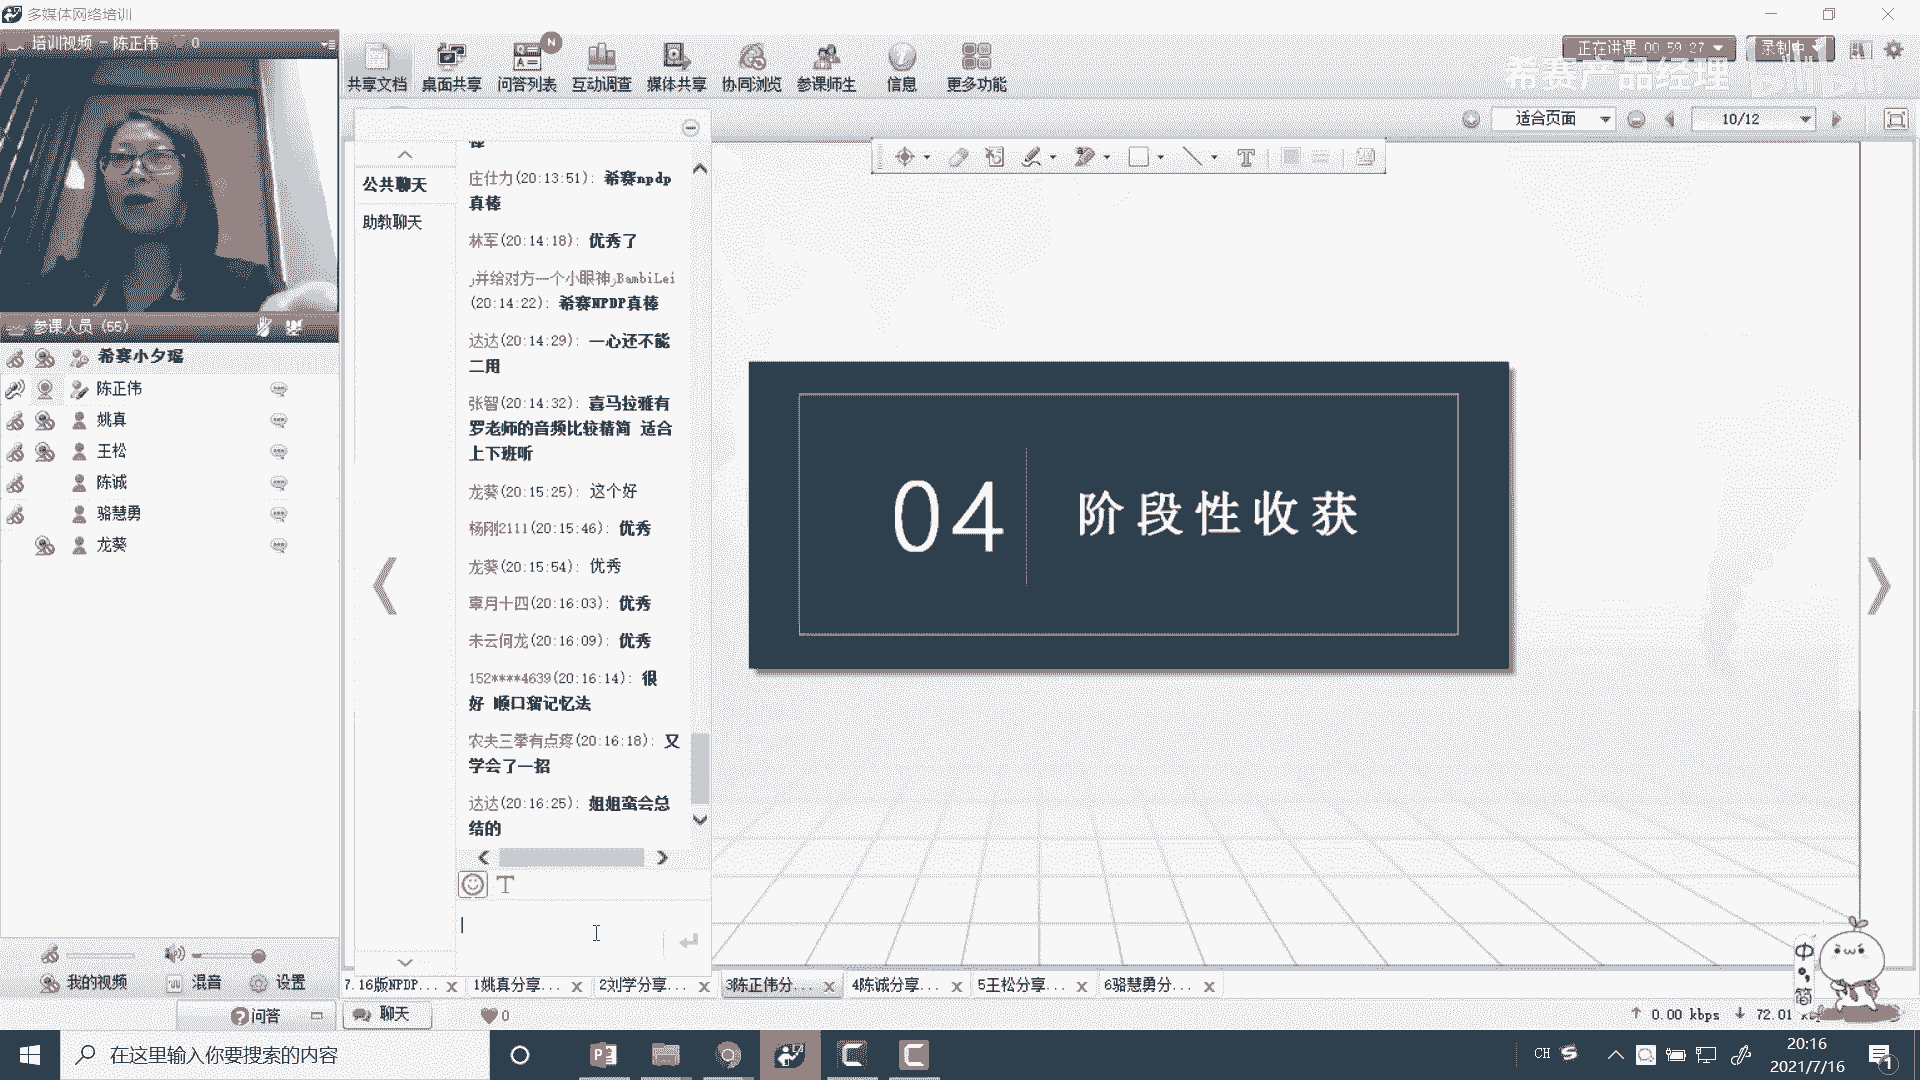 多媒体网络培训
培训视频 - 陈正伟 0
共享文档
桌面共享
问答列表
互动调查
媒体共享
协同浏览
参课师生
信息
更多功能
N
正在讲课 00:59:27
录制中
希赛产品经理
bilibili
适合页面
10/12
公共聊天
助教聊天
庄仕力(20:13:51): 希赛npdp
真棒
林军(20:14:18): 优秀了
并给对方一个小眼神 BambiLei
(20:14:22): 希赛NPDP真棒
达达(20:14:29): 一心还不能
二用
张智(20:14:32): 喜马拉雅有
罗老师的音频比较精简 适合
上下班听
龙葵(20:15:25): 这个好
杨刚2111(20:15:46): 优秀
龙葵(20:15:54): 优秀
辜月十四(20:16:03): 优秀
未云何龙(20:16:09): 优秀
152****4639(20:16:14): 很
好 顺口溜记忆法
农夫三拳有点疼(20:16:18): 又
学会了一招
达达(20:16:25): 姐姐蛮会总
结的
参课人员 (55)
希赛小夕瑶
陈正伟
姚真
王松
陈诚
骆慧勇
龙葵
04
阶段性收获
我的视频
混音
设置
问答
聊天
0
7.16版NPDP...
1姚真分享...
2刘学分享...
3陈正伟分...
4陈诚分享...
5王松分享...
6骆慧勇分...
中
简
0.00 kbps
72.01
在这里输入你要搜索的内容
CH
20:16
2021/7/16
1